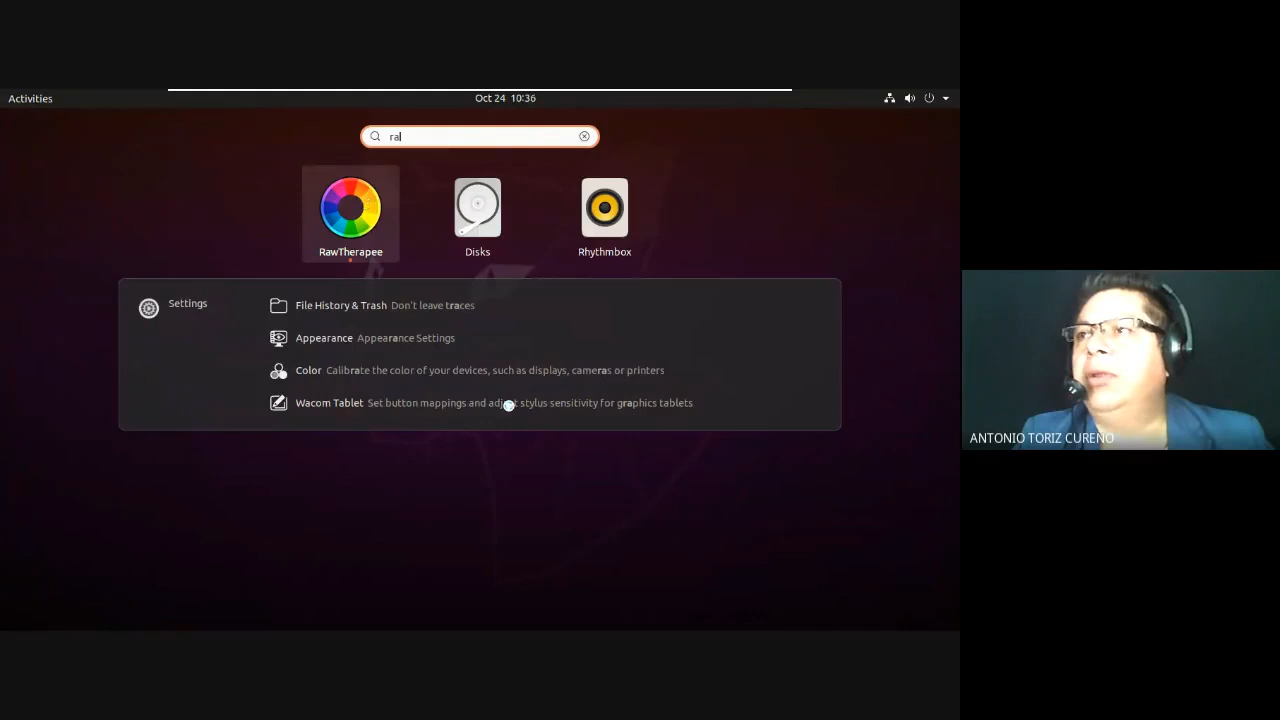 Activities
Oct 24 10:36
ra
RawTherapee
Disks
Rhythmbox
Settings
File History & Trash Don't leave traces
Appearance Appearance Settings
Color Calibrate the color of your devices, such as displays, cameras or printers
Wacom Tablet Set button mappings and adjust stylus sensitivity for graphics tablets
ANTONIO TORIZ CUREÑO